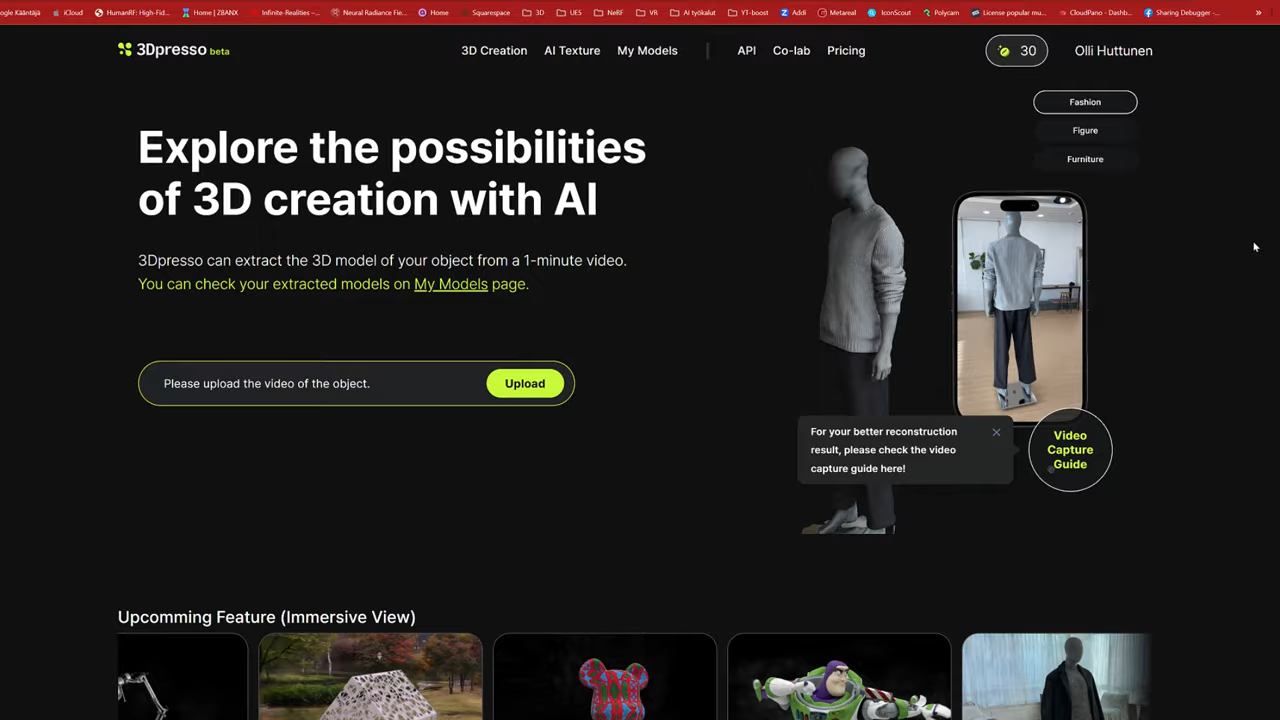 ogle Kääntäjä
iCloud
HumanRF: High-Fid...
Home | ZBANX
Infinite-Realities -...
Neural Radiance Fie...
Home
Squarespace
3D
UE5
NeRF
VR
AI työkalut
YT-boost
Addi
Metareal
IconScout
Polycam
License popular mu...
CloudPano - Dashb...
Sharing Debugger -...
»
3Dpresso beta
3D Creation
AI Texture
My Models
API
Co-lab
Pricing
30
Olli Huttunen
Fashion
Figure
Furniture
Explore the possibilities
of 3D creation with AI
3Dpresso can extract the 3D model of your object from a 1-minute video.
You can check your extracted models on My Models page.
Please upload the video of the object.
Upload
For your better reconstruction
result, please check the video
capture guide here!
Video
Capture
Guide
Upcomming Feature (Immersive View)